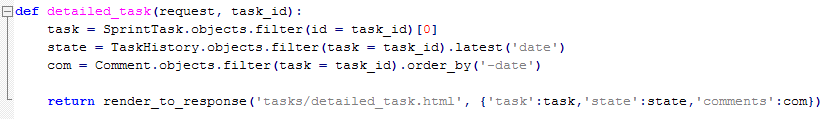 def detailed_task(request, task_id):
    task = SprintTask.objects.filter(id = task_id)[0]
    state = TaskHistory.objects.filter(task = task_id).latest('date')
    com = Comment.objects.filter(task = task_id).order_by('-date')
    return render_to_response('tasks/detailed_task.html', {'task':task,'state':state,'comments':com})